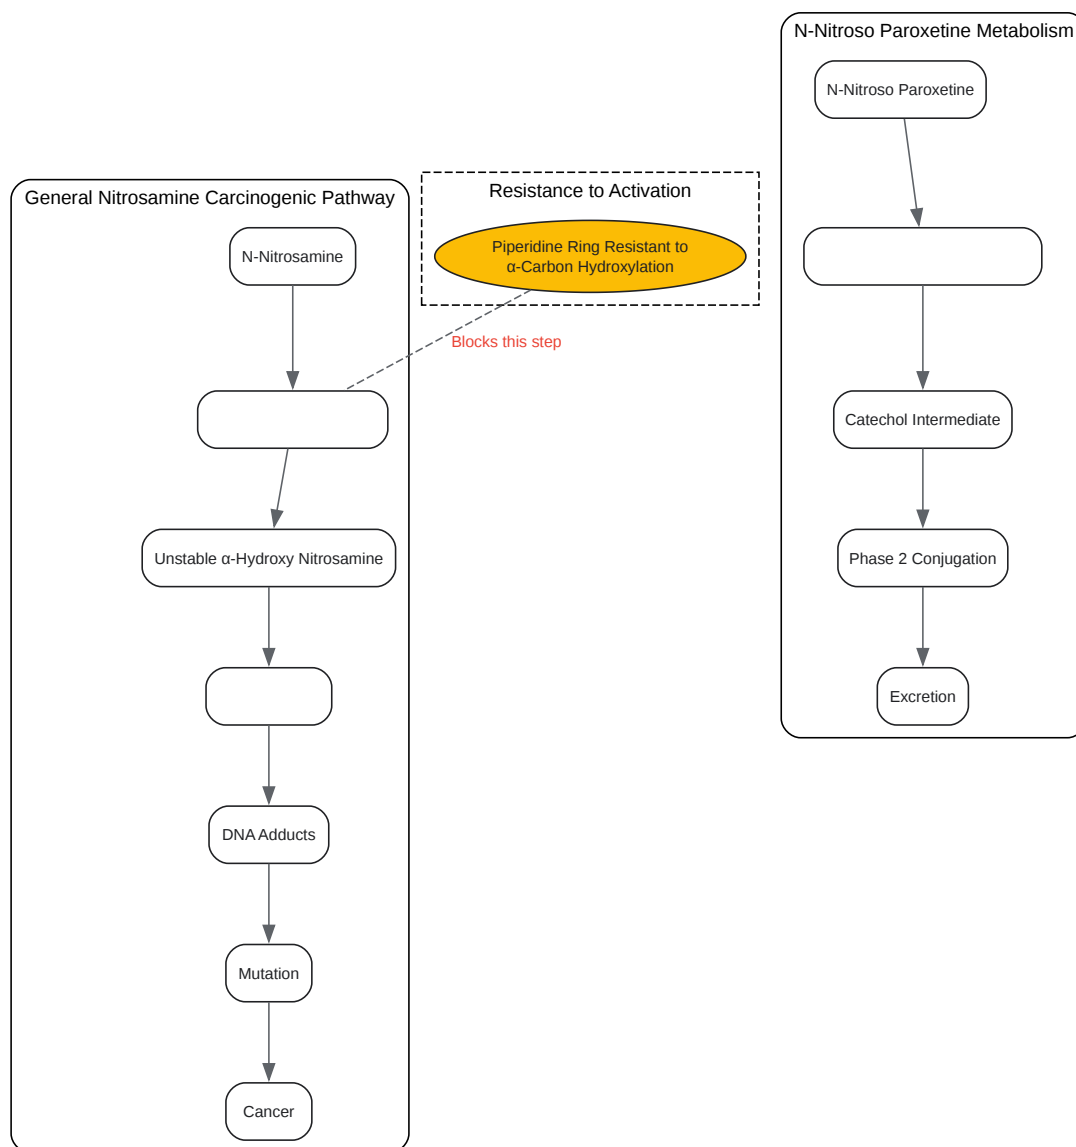 N-Nitroso Paroxetine Metabolism
N-Nitroso Paroxetine
General Nitrosamine Carcinogenic Pathway
N-Nitrosamine
Resistance to Activation
Piperidine Ring Resistant to
α-Carbon Hydroxylation
Blocks this step
Catechol Intermediate
Unstable α-Hydroxy Nitrosamine
Phase 2 Conjugation
Excretion
DNA Adducts
Mutation
Cancer